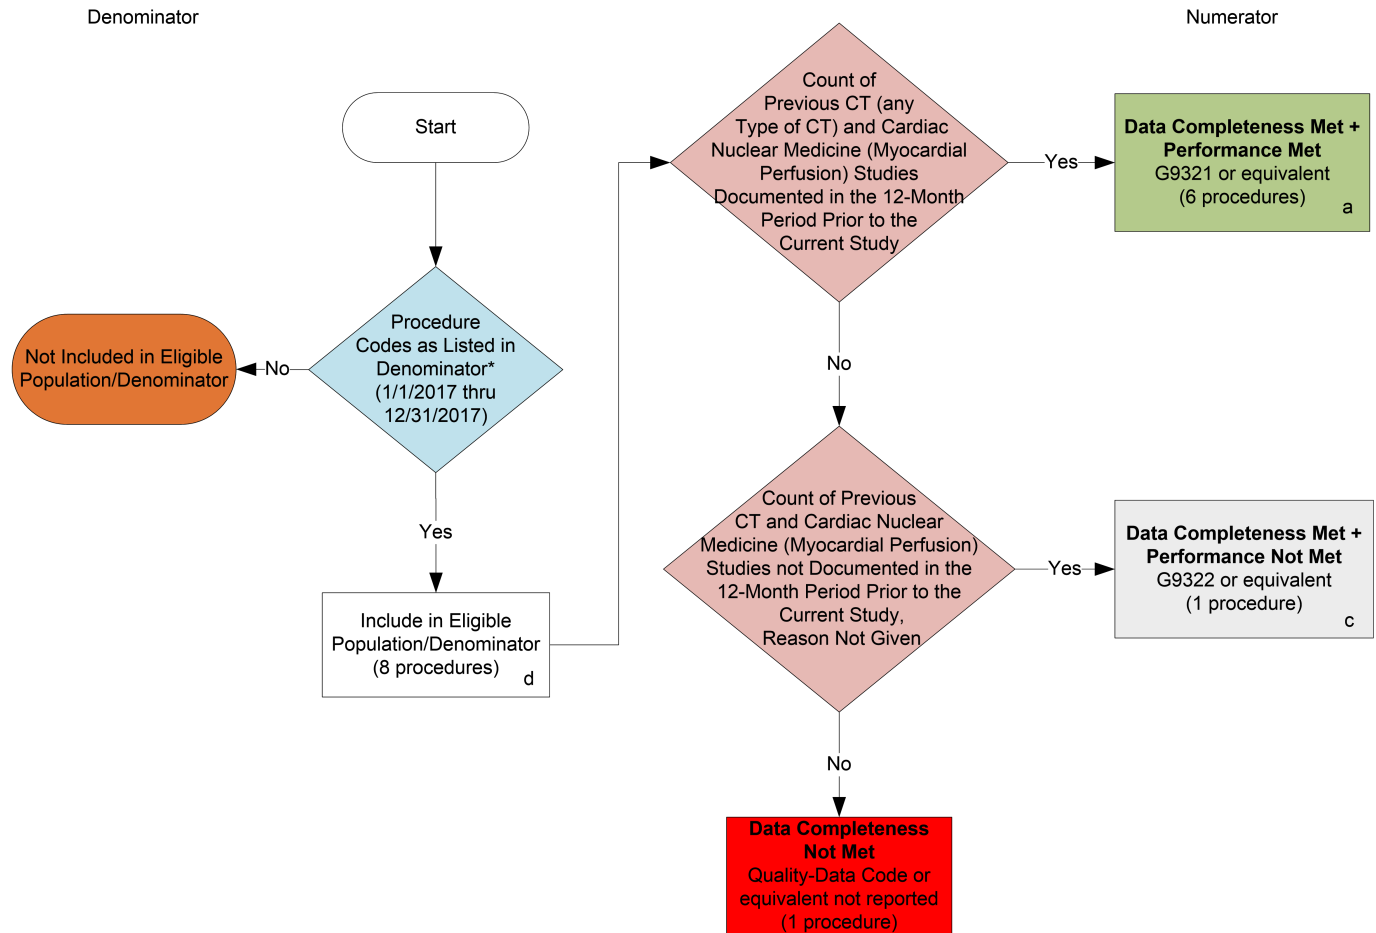 Denominator
Numerator
Start
Procedure
Codes as Listed in
Denominator*
(1/1/2017 thru
12/31/2017)
No
Not Included in Eligible
Population/Denominator
Yes
Include in Eligible
Population/Denominator
(8 procedures)
d
Count of
Previous CT (any
Type of CT) and Cardiac
Nuclear Medicine (Myocardial
Perfusion) Studies
Documented in the 12-Month
Period Prior to the
Current Study
Yes
Data Completeness Met +
Performance Met
G9321 or equivalent
(6 procedures)
a
No
Count of Previous
CT and Cardiac Nuclear
Medicine (Myocardial Perfusion)
Studies not Documented in the
12-Month Period Prior to the
Current Study,
Reason Not Given
Yes
Data Completeness Met +
Performance Not Met
G9322 or equivalent
(1 procedure)
c
No
Data Completeness
Not Met
Quality-Data Code or
equivalent not reported
(1 procedure)